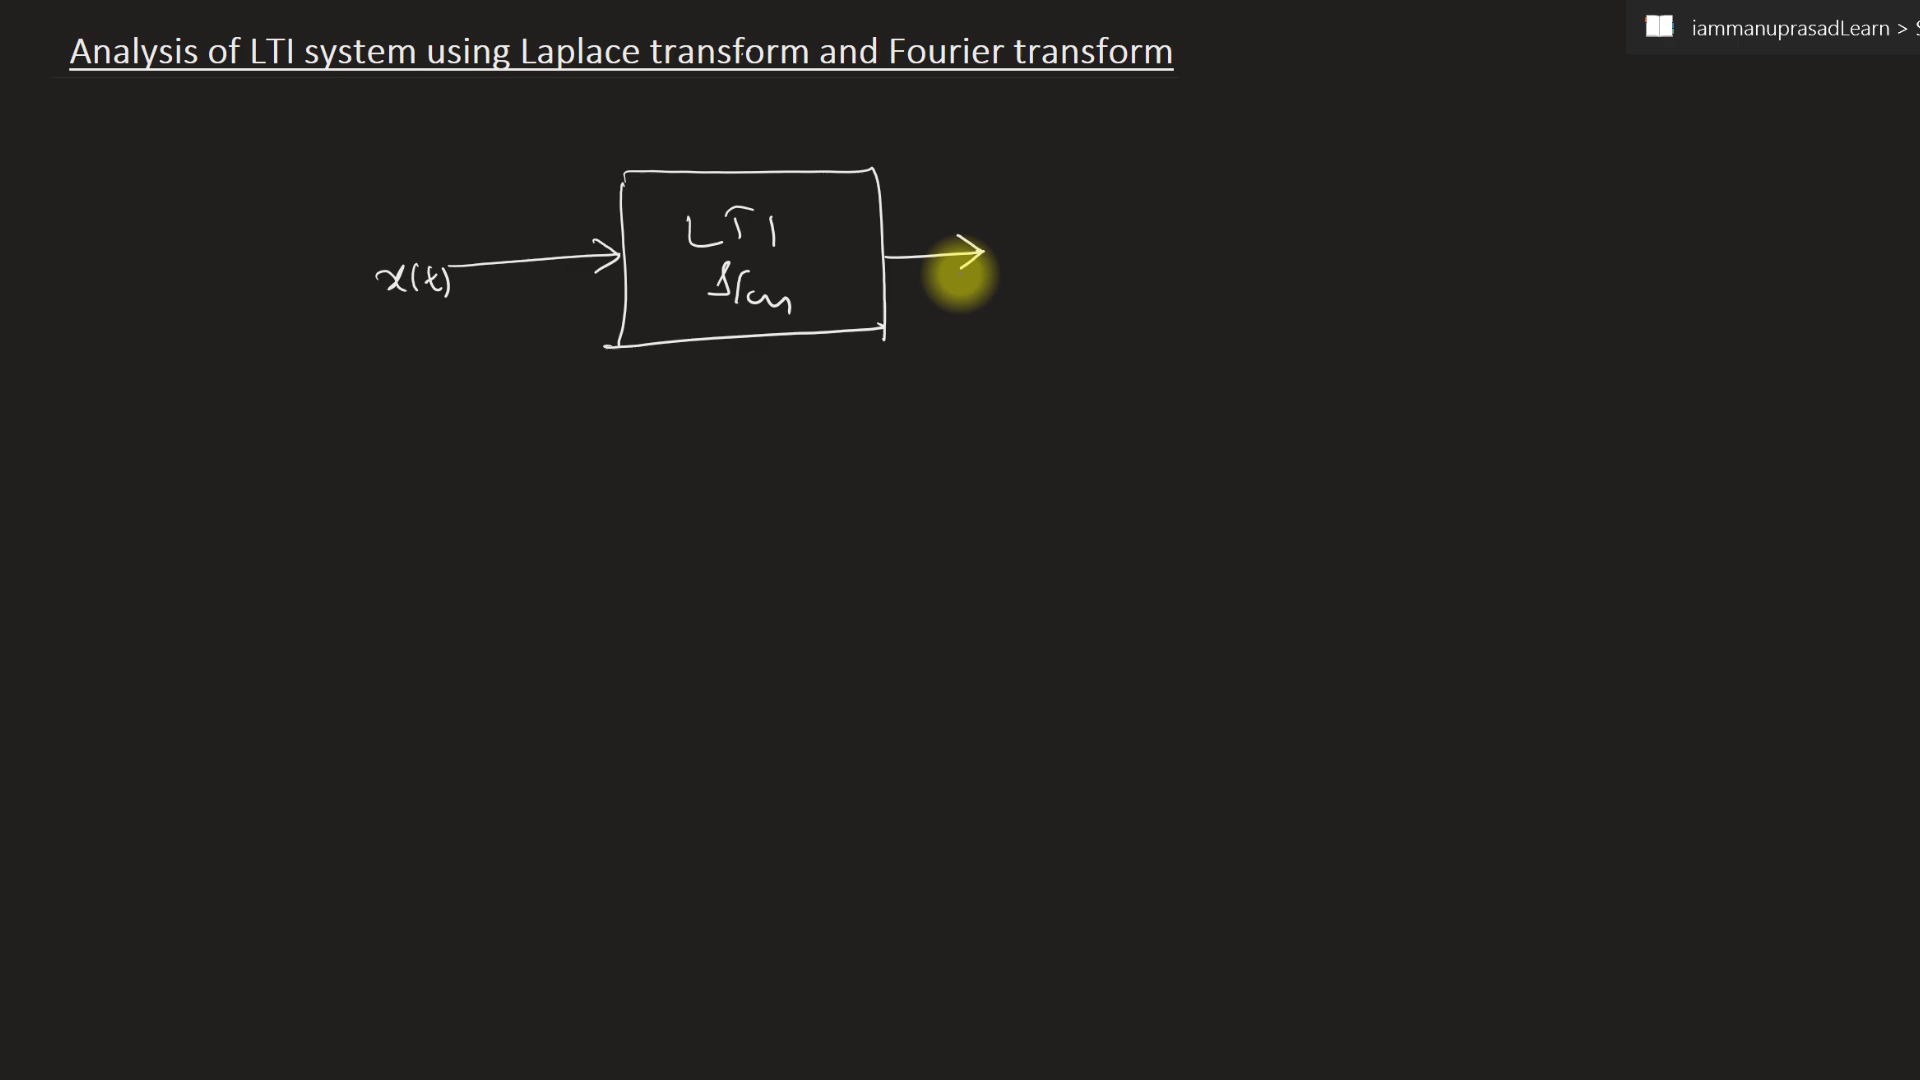 Analysis of LTI system using Laplace transform and Fourier transform
iammanuprasadLearn >
LTI
x(t)